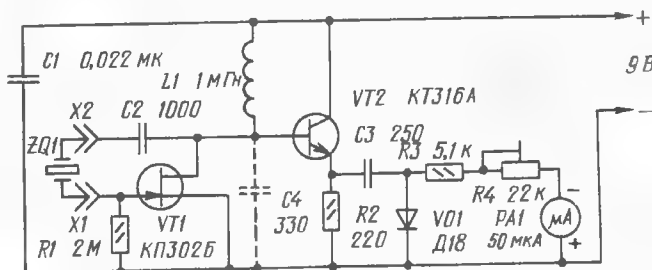 +
C1 0,022 мк
9 В
L1 1 мГн
X2
C2 1000
VT2 КТ316А
−
ZQ1
C3 250
R3 5,1 к
X1
VT1
КП302Б
C4
330
R1 2М
R2
220
VD1
Д18
R4 22 к
PA1
50 мкА
μA
−
+